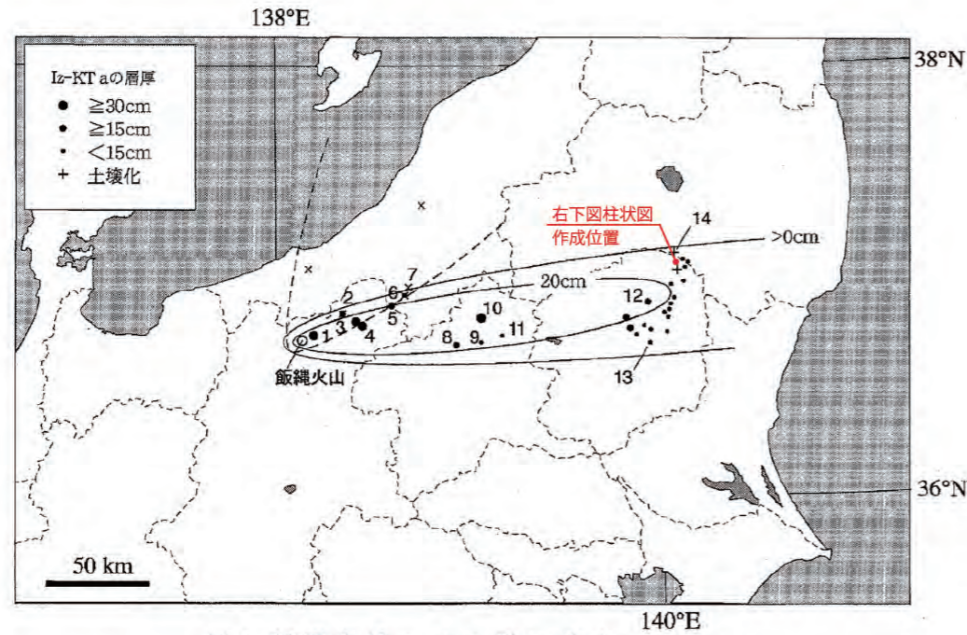 138°E
38°N
Iz-KT aの層厚
≧30cm
≧15cm
＜15cm
土壌化
右下図柱状図
作成位置
14
>0cm
20cm
7
6
2
5
3
4
1
10
12
8
9
11
13
飯縄火山
36°N
50 km
140°E